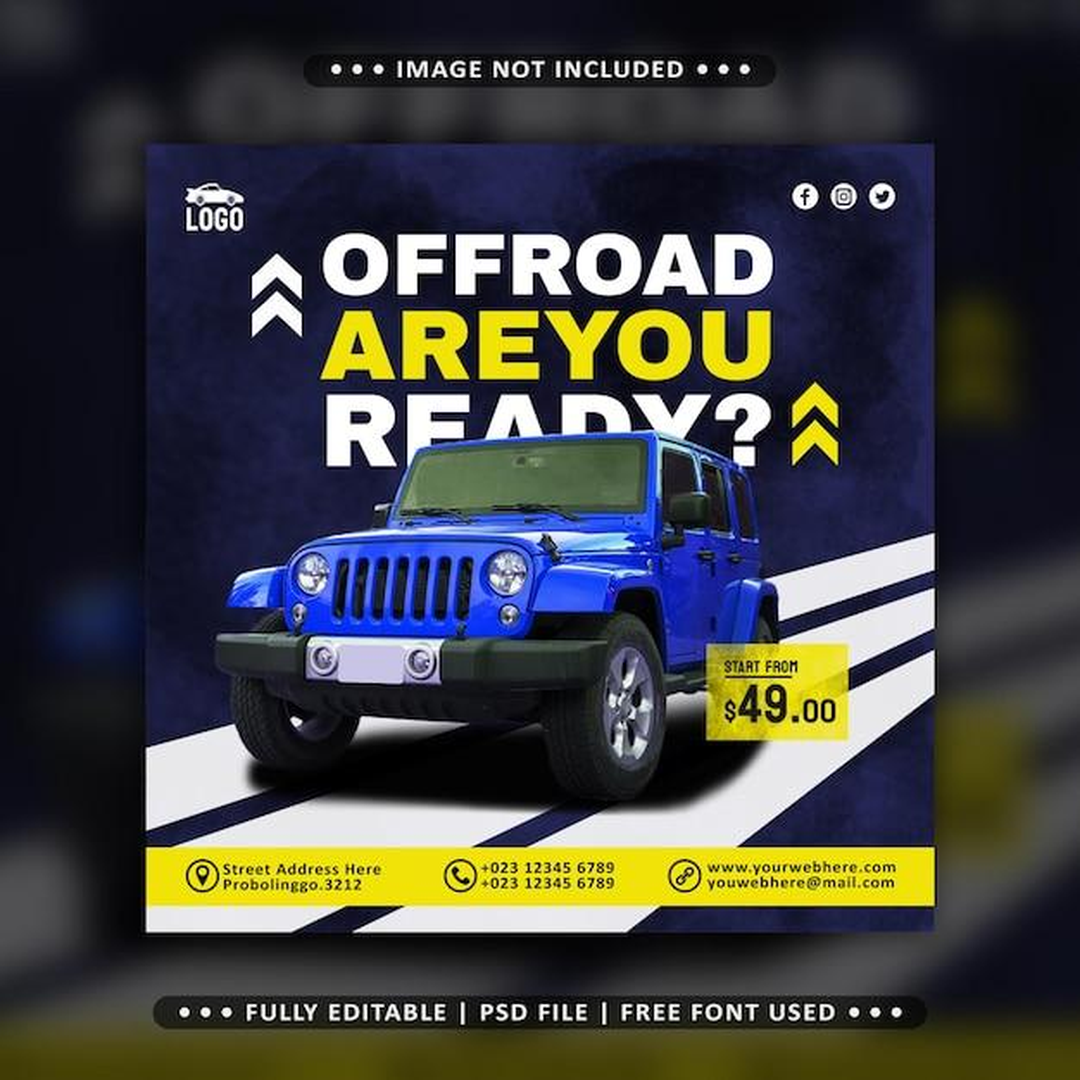 • • • IMAGE NOT INCLUDED • • •
LOGO
OFFROAD
AREYOU
READY?
START FROM
$49.00
Street Address Here
Probolinggo.3212
+023 12345 6789
+023 12345 6789
www.yourwebhere.com
youwebhere@mail.com
• • • FULLY EDITABLE | PSD FILE | FREE FONT USED • • •